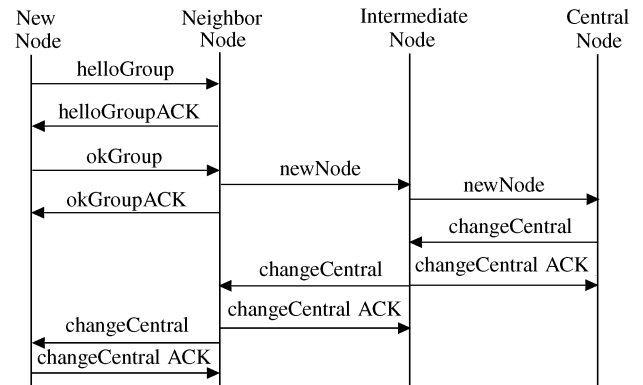 New
Node
Neighbor
Node
Intermediate
Node
Central
Node
helloGroup
helloGroupACK
okGroup
newNode
newNode
okGroupACK
changeCentral
changeCentral
changeCentral ACK
changeCentral ACK
changeCentral
changeCentral ACK